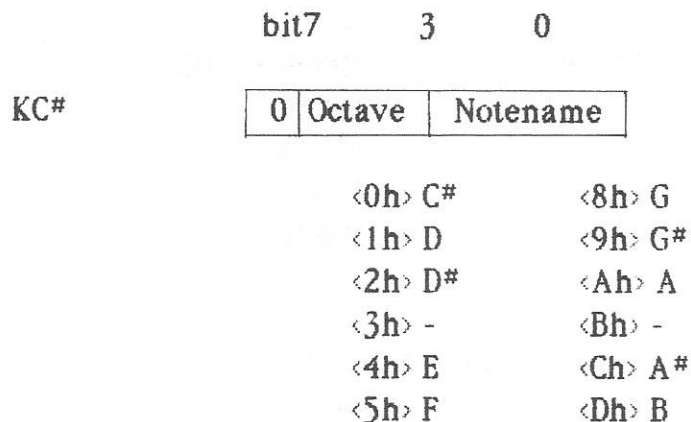 bit7 3 0
KC# 0 Octave Notename
<0h> C# <8h> G
<1h> D <9h> G#
<2h> D# <Ah> A
<3h> - <Bh> -
<4h> E <Ch> A#
<5h> F <Dh> B